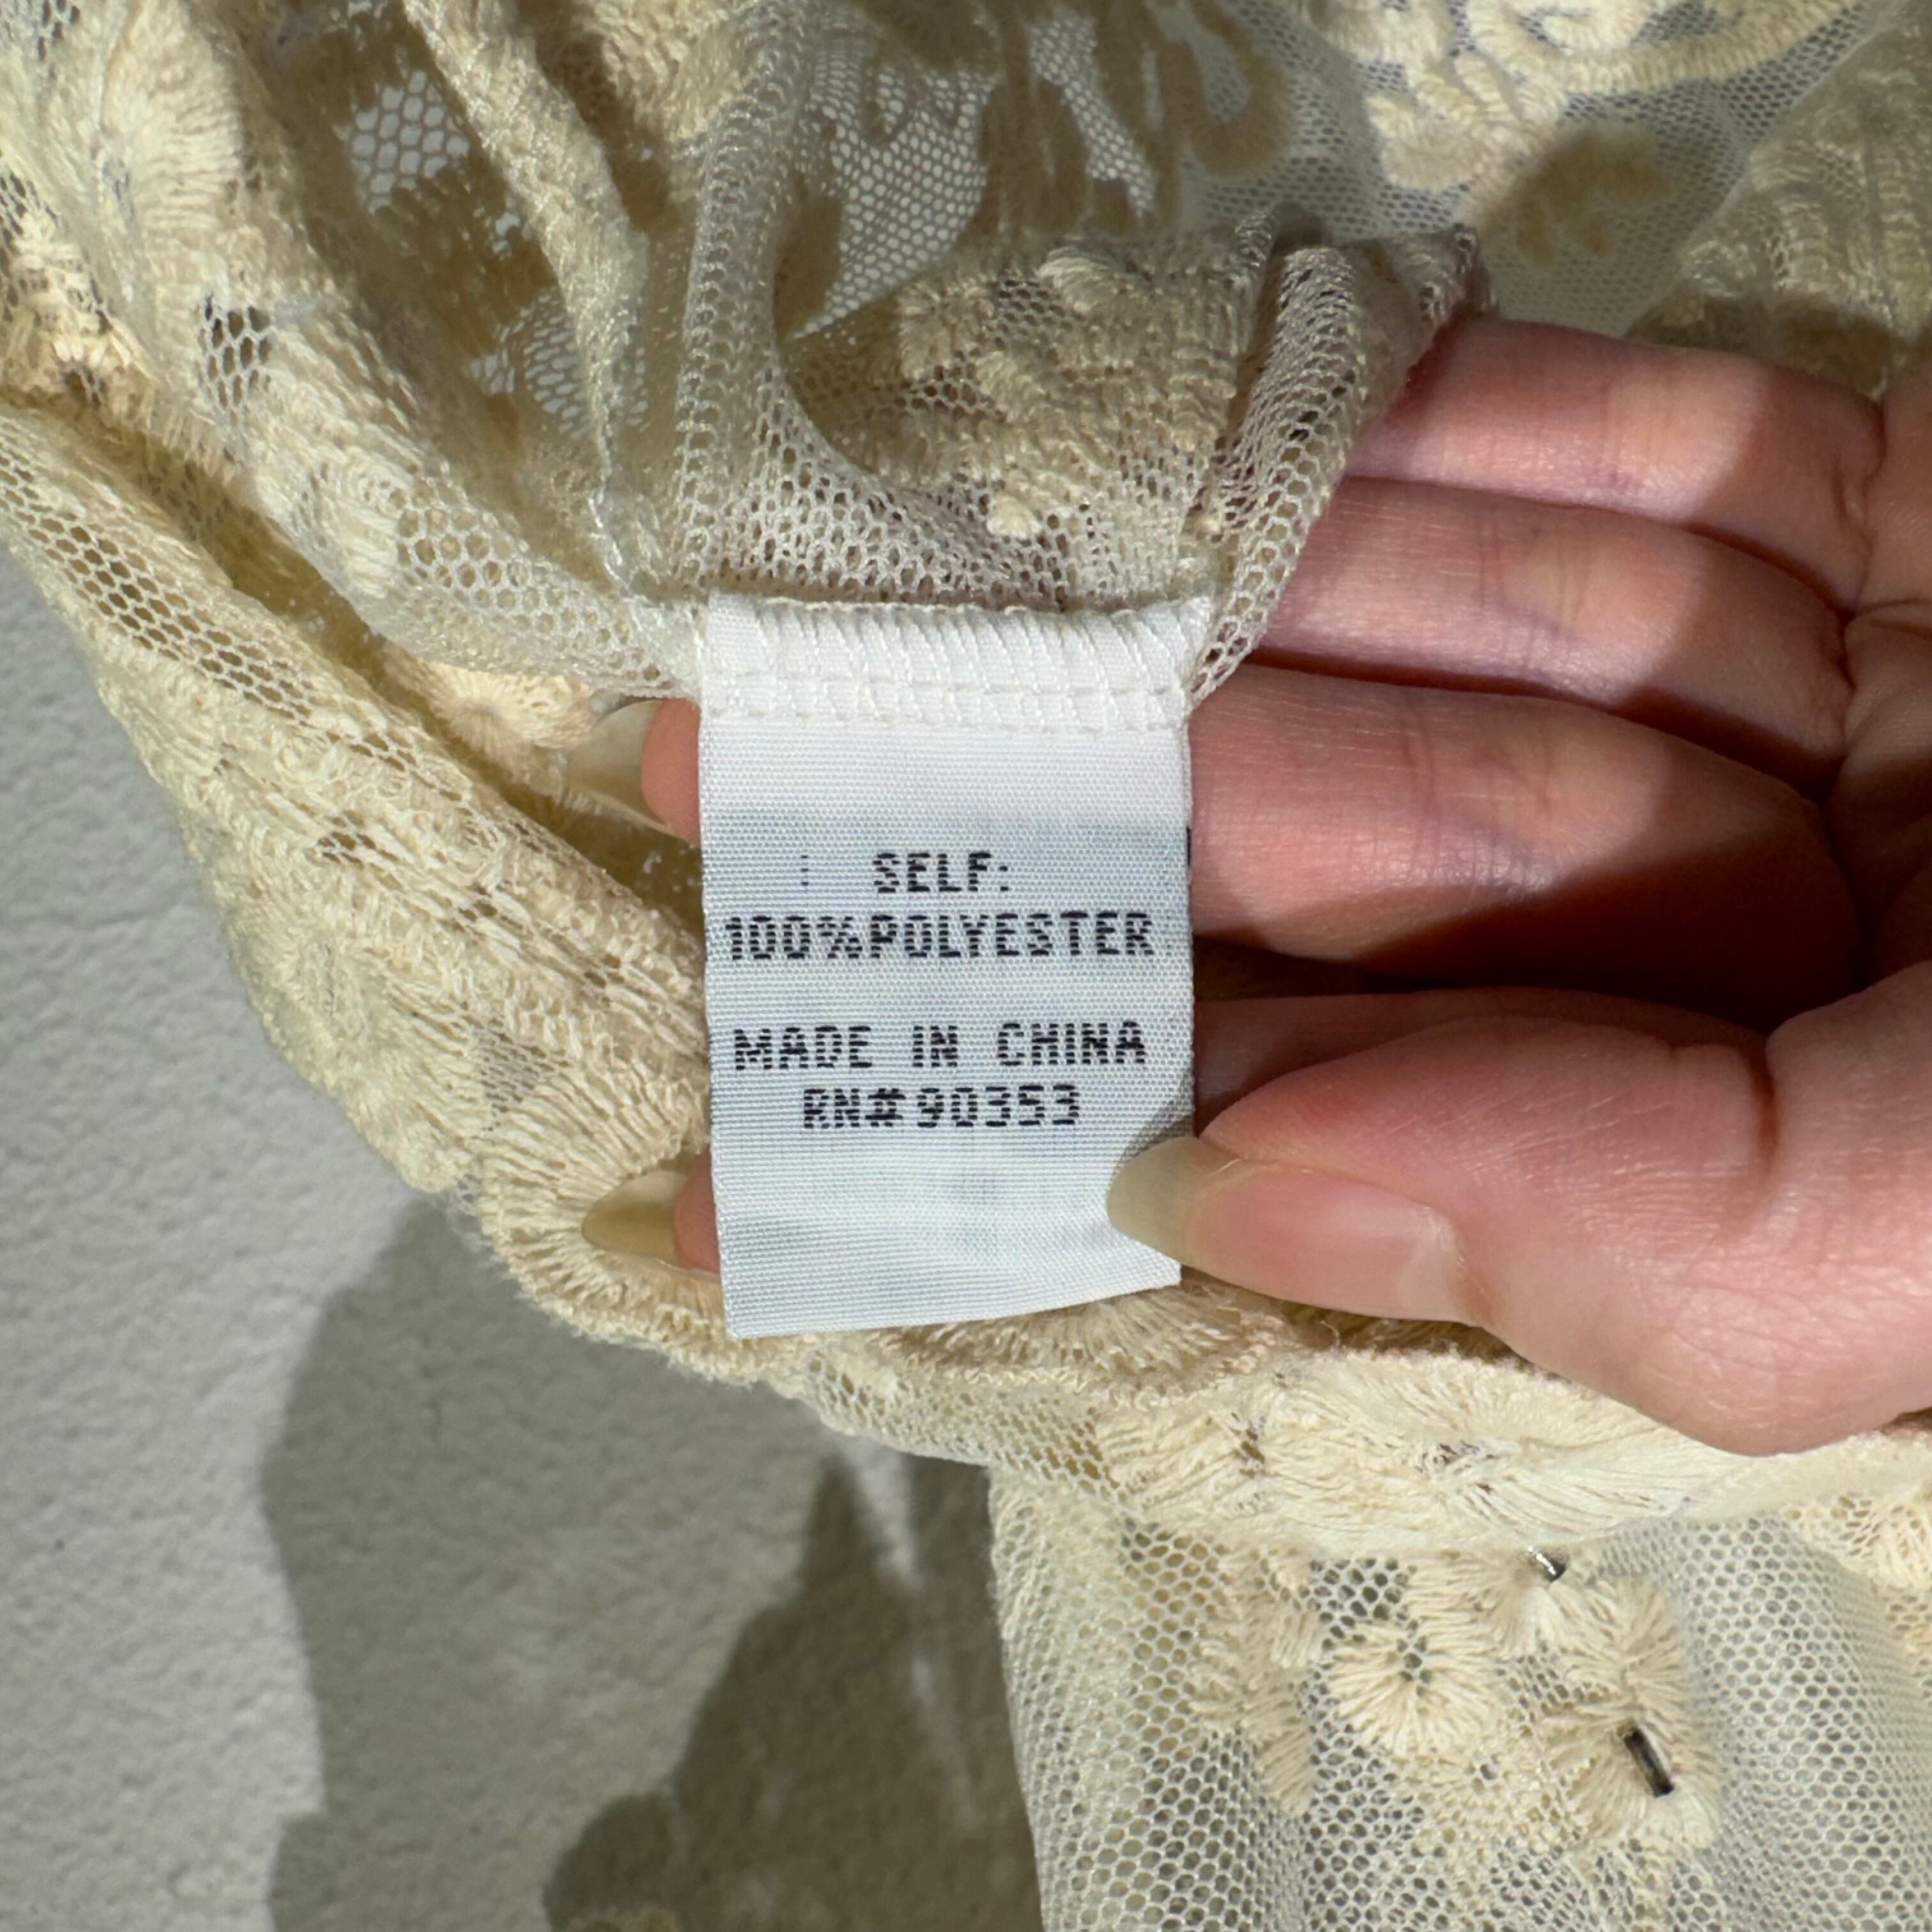 SELF:
100%POLYESTER
MADE IN CHINA
RN#90353